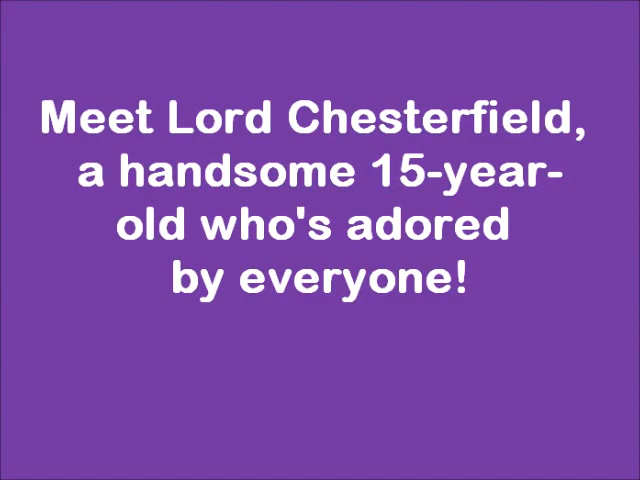 Meet Lord Chesterfield,
a handsome 15-year-
old who's adored
by everyone!